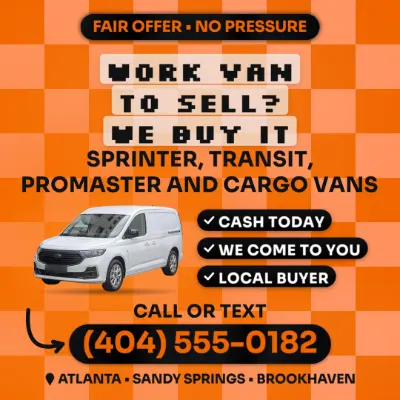 FAIR OFFER • NO PRESSURE
WORK VAN
TO SELL?
WE BUY IT
SPRINTER, TRANSIT,
PROMASTER AND CARGO VANS
CASH TODAY
WE COME TO YOU
LOCAL BUYER
CALL OR TEXT
(404) 555-0182
ATLANTA • SANDY SPRINGS • BROOKHAVEN